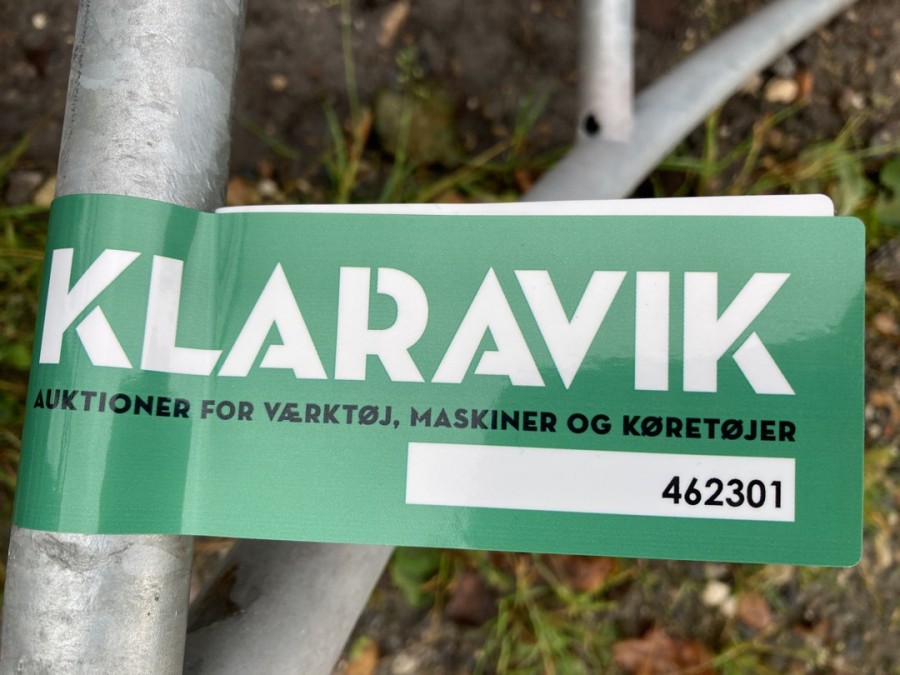 KLARAVIK
AUKTIONER FOR VÆRKTØJ, MASKINER OG KØRETØJER
462301